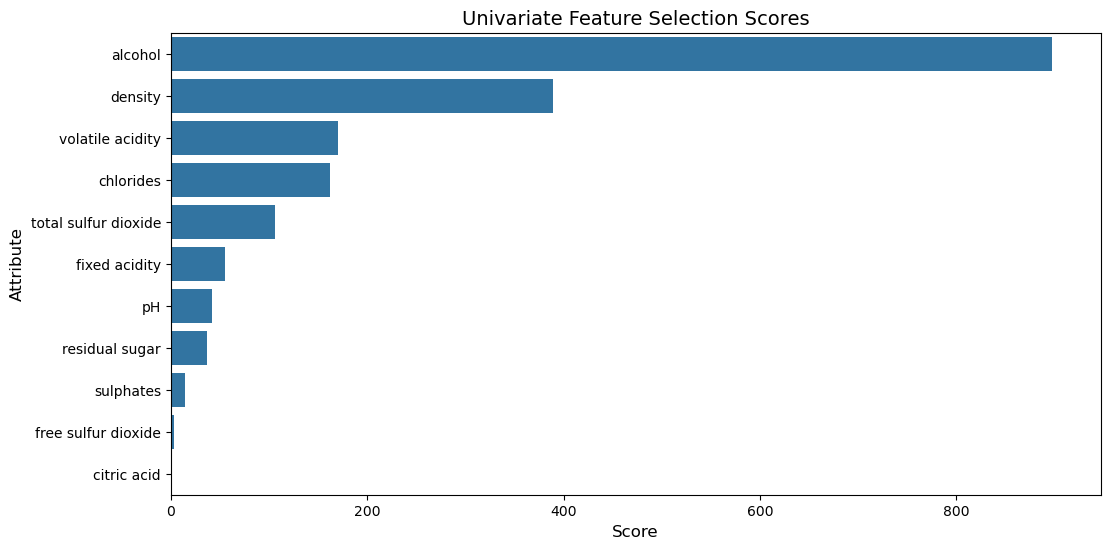 Univariate Feature Selection Scores
Attribute
alcohol
density
volatile acidity
chlorides
total sulfur dioxide
fixed acidity
pH
residual sugar
sulphates
free sulfur dioxide
citric acid
0 200 400 600 800
Score